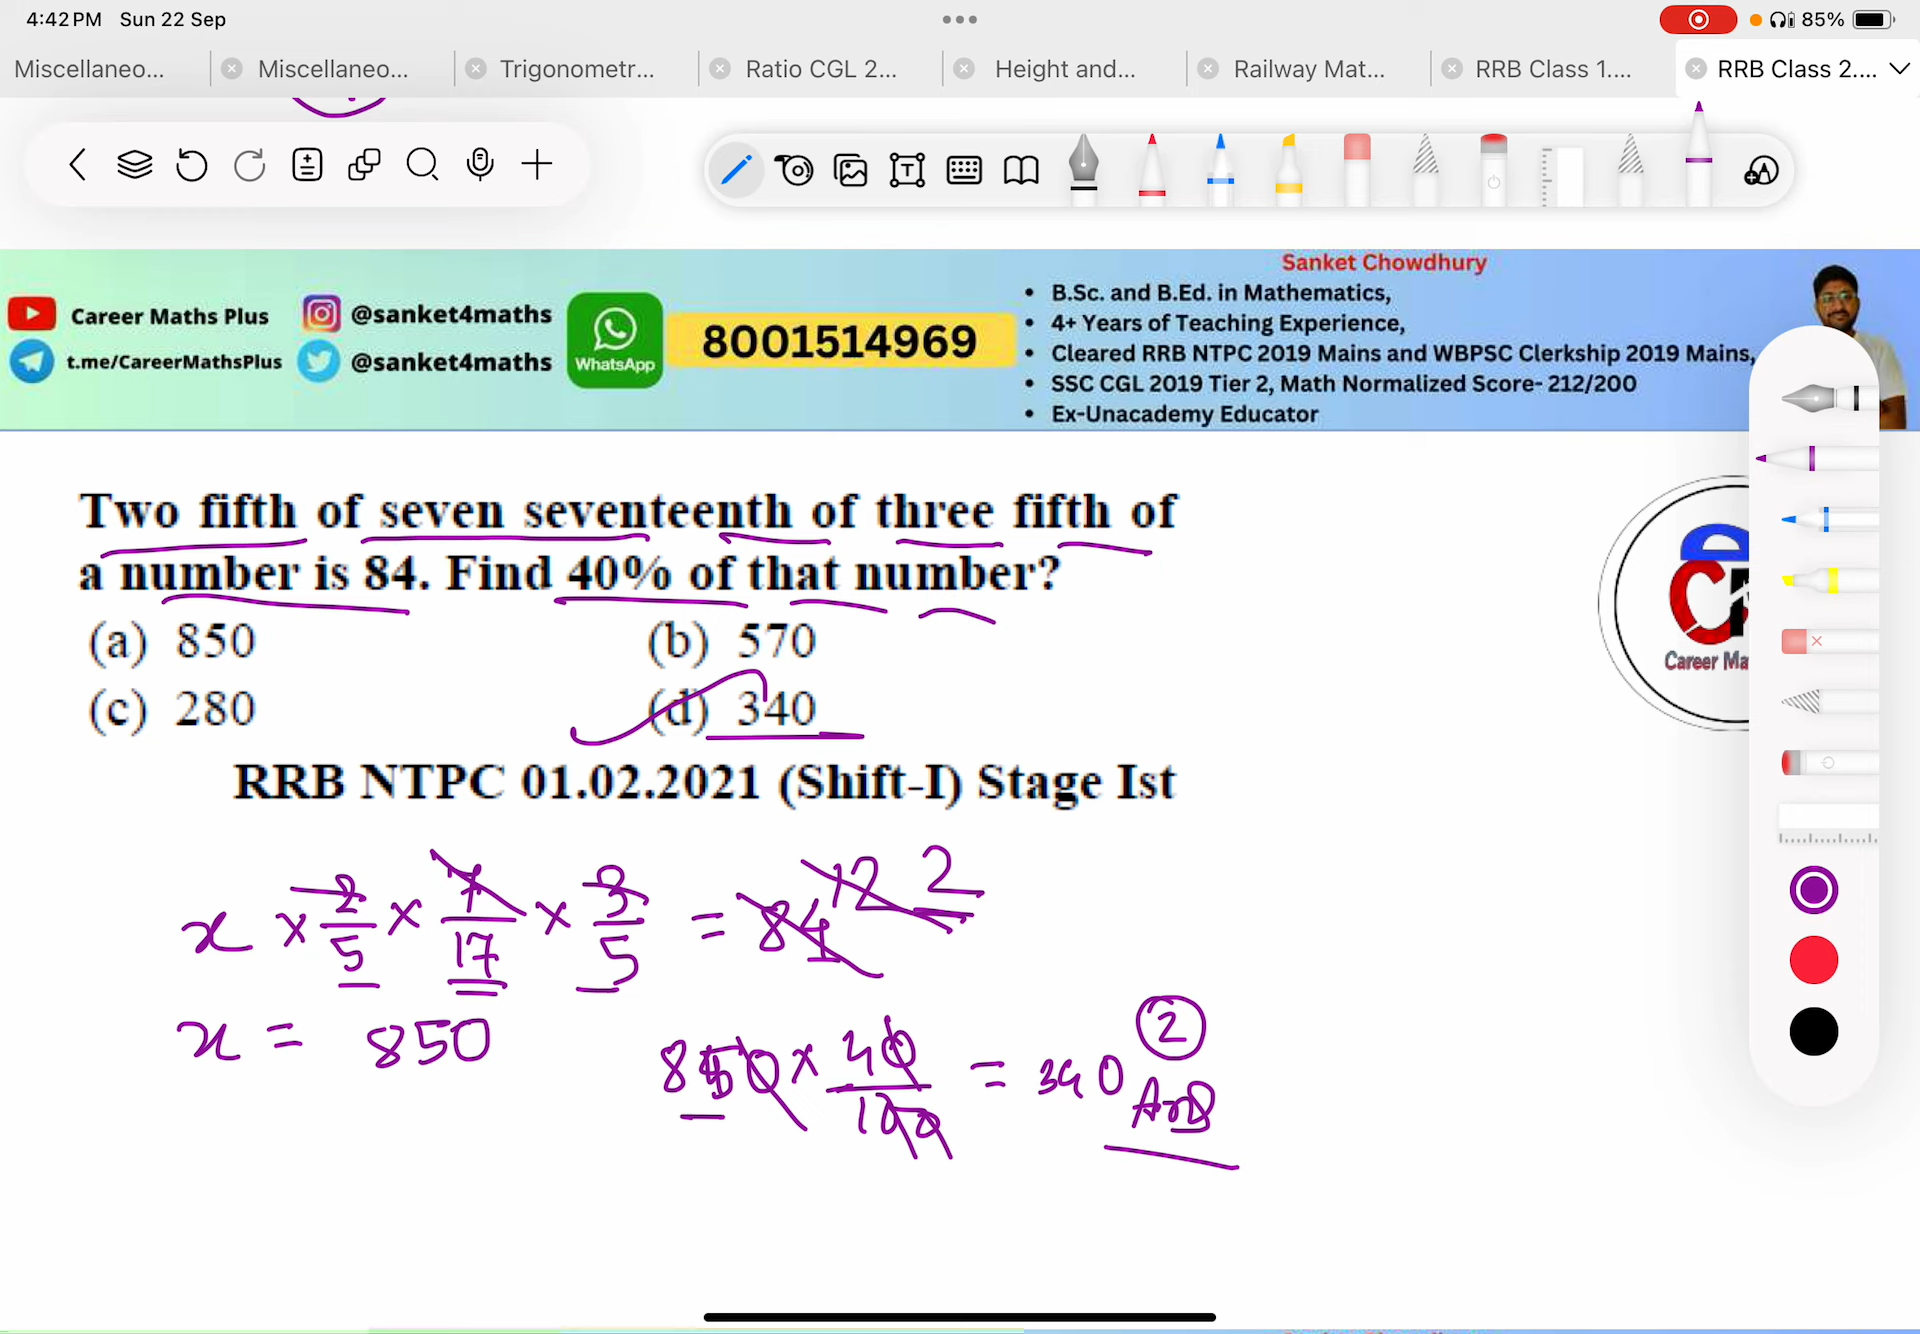 4:42 PM Sun 22 Sep
85%
Miscellaneo...
Miscellaneo...
Trigonometr...
Ratio CGL 2...
Height and...
Railway Mat...
RRB Class 1....
RRB Class 2....
Career Maths Plus
@sanket4maths
t.me/CareerMathsPlus
@sanket4maths
WhatsApp
8001514969
Sanket Chowdhury
• B.Sc. and B.Ed. in Mathematics,
• 4+ Years of Teaching Experience,
• Cleared RRB NTPC 2019 Mains and WBPSC Clerkship 2019 Mains,
• SSC CGL 2019 Tier 2, Math Normalized Score- 212/200
• Ex-Unacademy Educator
Two fifth of seven seventeenth of three fifth of
a number is 84. Find 40% of that number?
(a) 850 (b) 570
(c) 280 (d) 340
RRB NTPC 01.02.2021 (Shift-I) Stage Ist
Career Ma
x × 2/5 × 7/17 × 3/5 = 84 12 2
x = 850
850 × 40/100 = 340 2
Ans